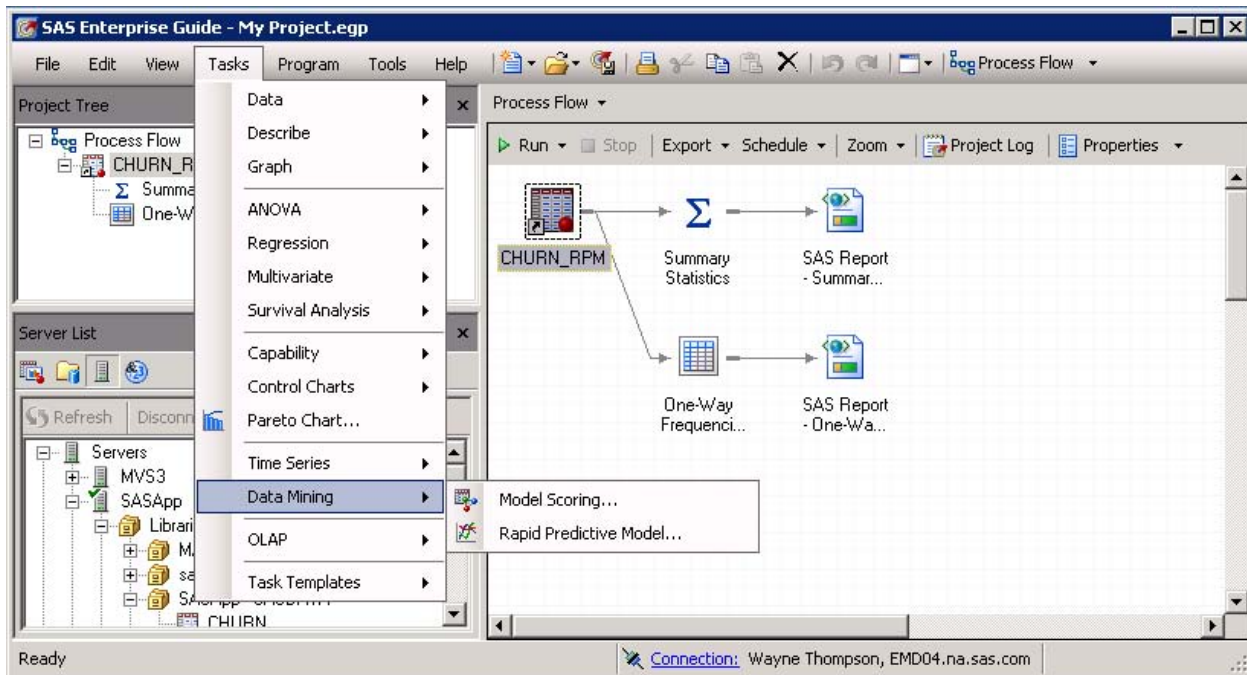 SAS Enterprise Guide - My Project.egp
File Edit View Tasks Program Tools Help Process Flow
Project Tree
Process Flow
CHURN_R
Summa
One-W
Server List
Refresh Disconn
Servers
MVS3
SASApp
Librari
CHURN
Data
Describe
Graph
ANOVA
Regression
Multivariate
Survival Analysis
Capability
Control Charts
Pareto Chart...
Time Series
Data Mining
OLAP
Task Templates
Model Scoring...
Rapid Predictive Model...
Process Flow
Run Stop Export Schedule Zoom Project Log Properties
CHURN_RPM
Summary
Statistics
SAS Report
- Summar...
One-Way
Frequenci...
SAS Report
- One-Wa...
Ready
Connection: Wayne Thompson, EMD04.na.sas.com